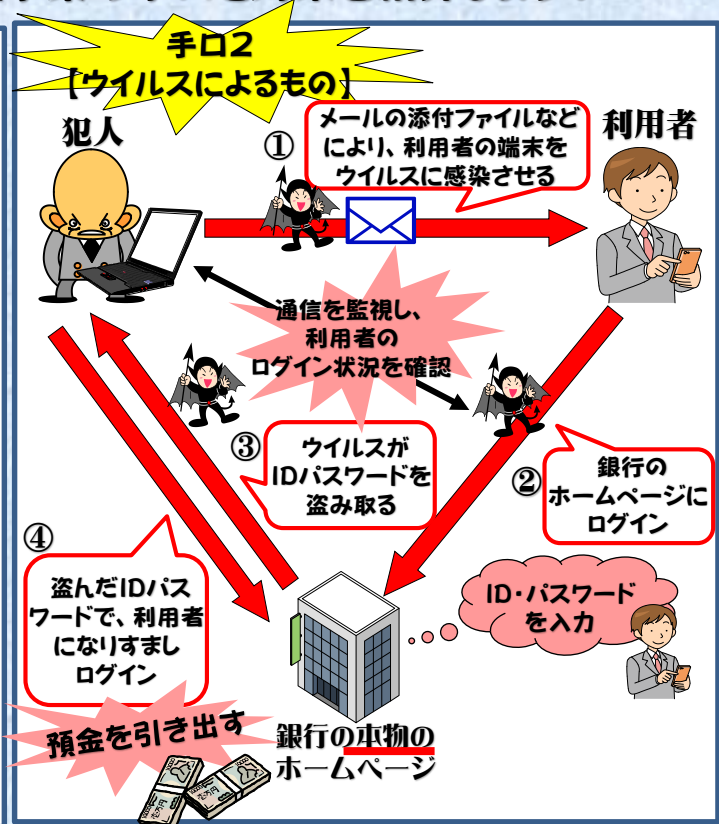 手口2
【ウイルスによるもの】
犯人
①
メールの添付ファイルなど
により、利用者の端末を
ウイルスに感染させる
利用者
通信を監視し、
利用者の
ログイン状況を確認
③
ウイルスが
IDパスワードを
盗み取る
②
銀行の
ホームページに
ログイン
④
盗んだIDパス
ワードで、利用者
になりすまし
ログイン
ID・パスワード
を入力
預金を引き出す
銀行の本物の
ホームページ